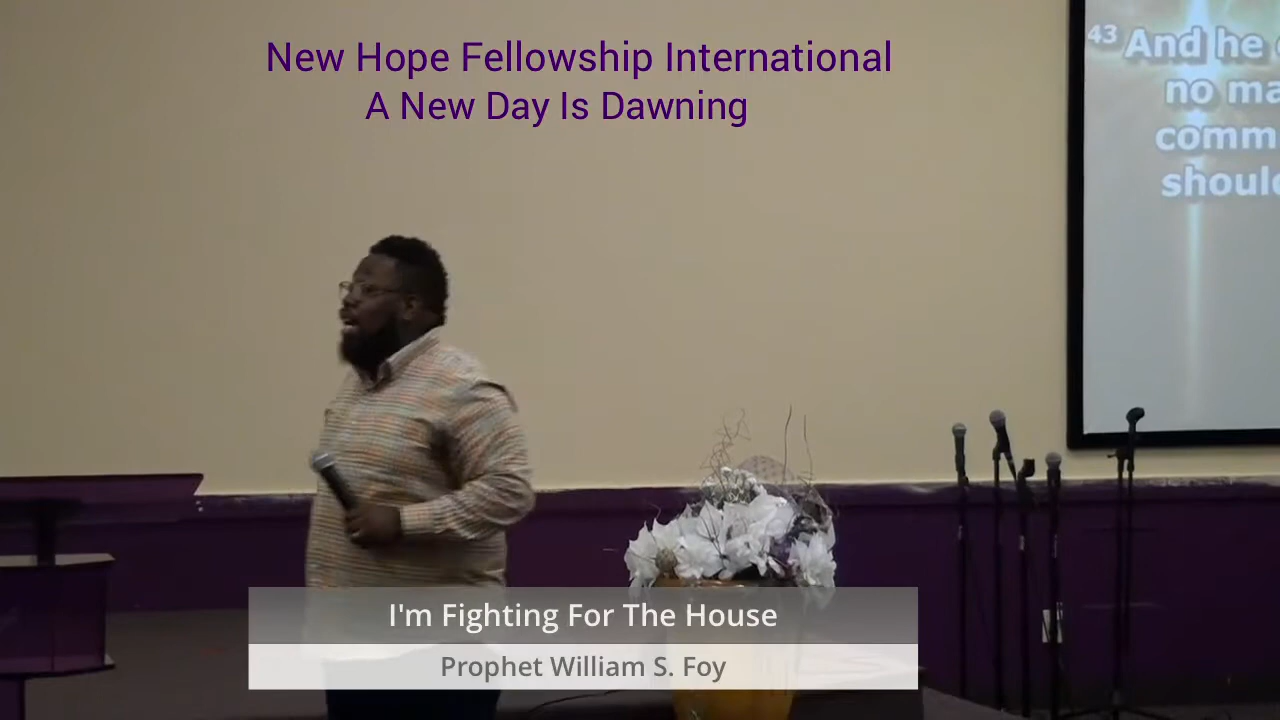 New Hope Fellowship International
A New Day Is Dawning
43 And he
no ma
comm
should
I'm Fighting For The House
Prophet William S. Foy